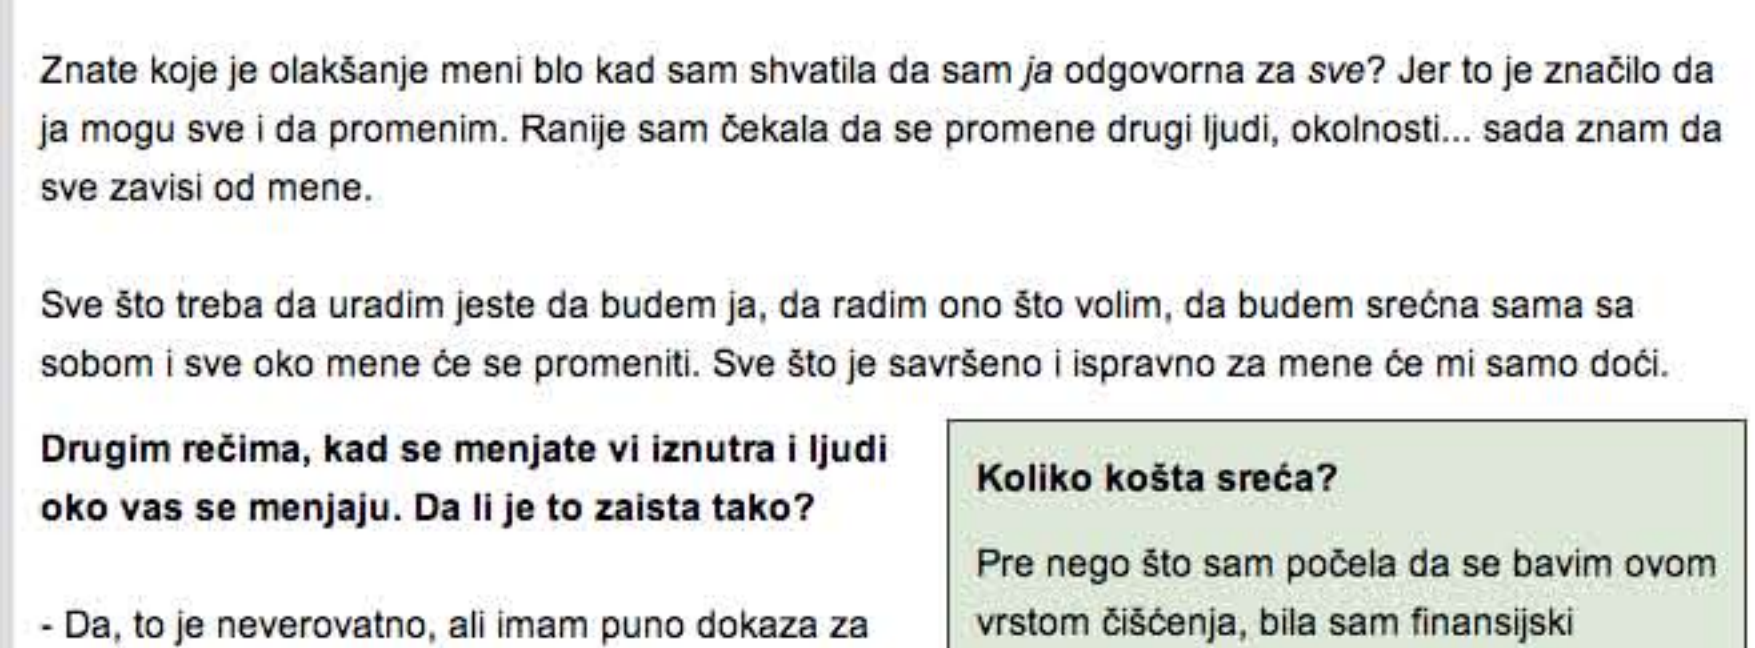 Znate koje je olakšanje meni blo kad sam shvatila da sam ja odgovorna za sve? Jer to je značilo da
ja mogu sve i da promenim. Ranije sam čekala da se promene drugi ljudi, okolnosti... sada znam da
sve zavisi od mene.
Sve što treba da uradim jeste da budem ja, da radim ono što volim, da budem srećna sama sa
sobom i sve oko mene će se promeniti. Sve što je savršeno i ispravno za mene će mi samo doći.
Drugim rečima, kad se menjate vi iznutra i ljudi
oko vas se menjaju. Da li je to zaista tako?
- Da, to je neverovatno, ali imam puno dokaza za
Koliko košta sreća?
Pre nego što sam počela da se bavim ovom
vrstom čišćenja, bila sam finansijski